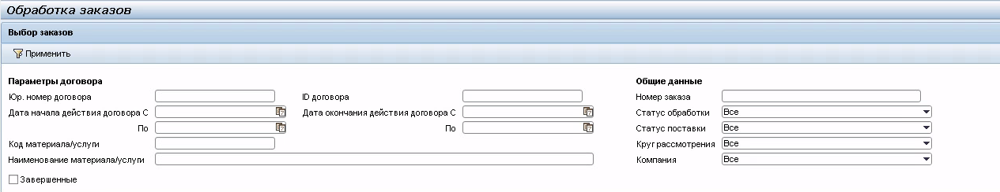 Обработка заказов
Выбор заказов
Применить
Параметры договора Общие данные
Юр. номер договора ID договора Номер заказа
Дата начала действия договора С Дата окончания действия договора С Статус обработки Все
По По Статус поставки Все
Код материала/услуги Круг рассмотрения Все
Наименование материала/услуги Компания Все
Завершенные